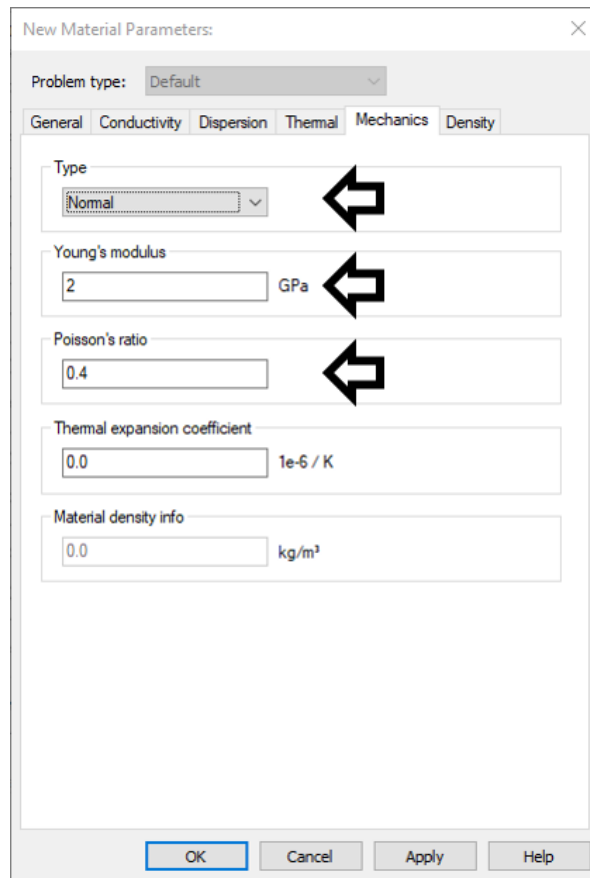 New Material Parameters:
Problem type: Default
General Conductivity Dispersion Thermal Mechanics Density
Type
Normal
Young's modulus
2 GPa
Poisson's ratio
0.4
Thermal expansion coefficient
0.0 1e-6 / K
Material density info
0.0 kg/m³
OK Cancel Apply Help